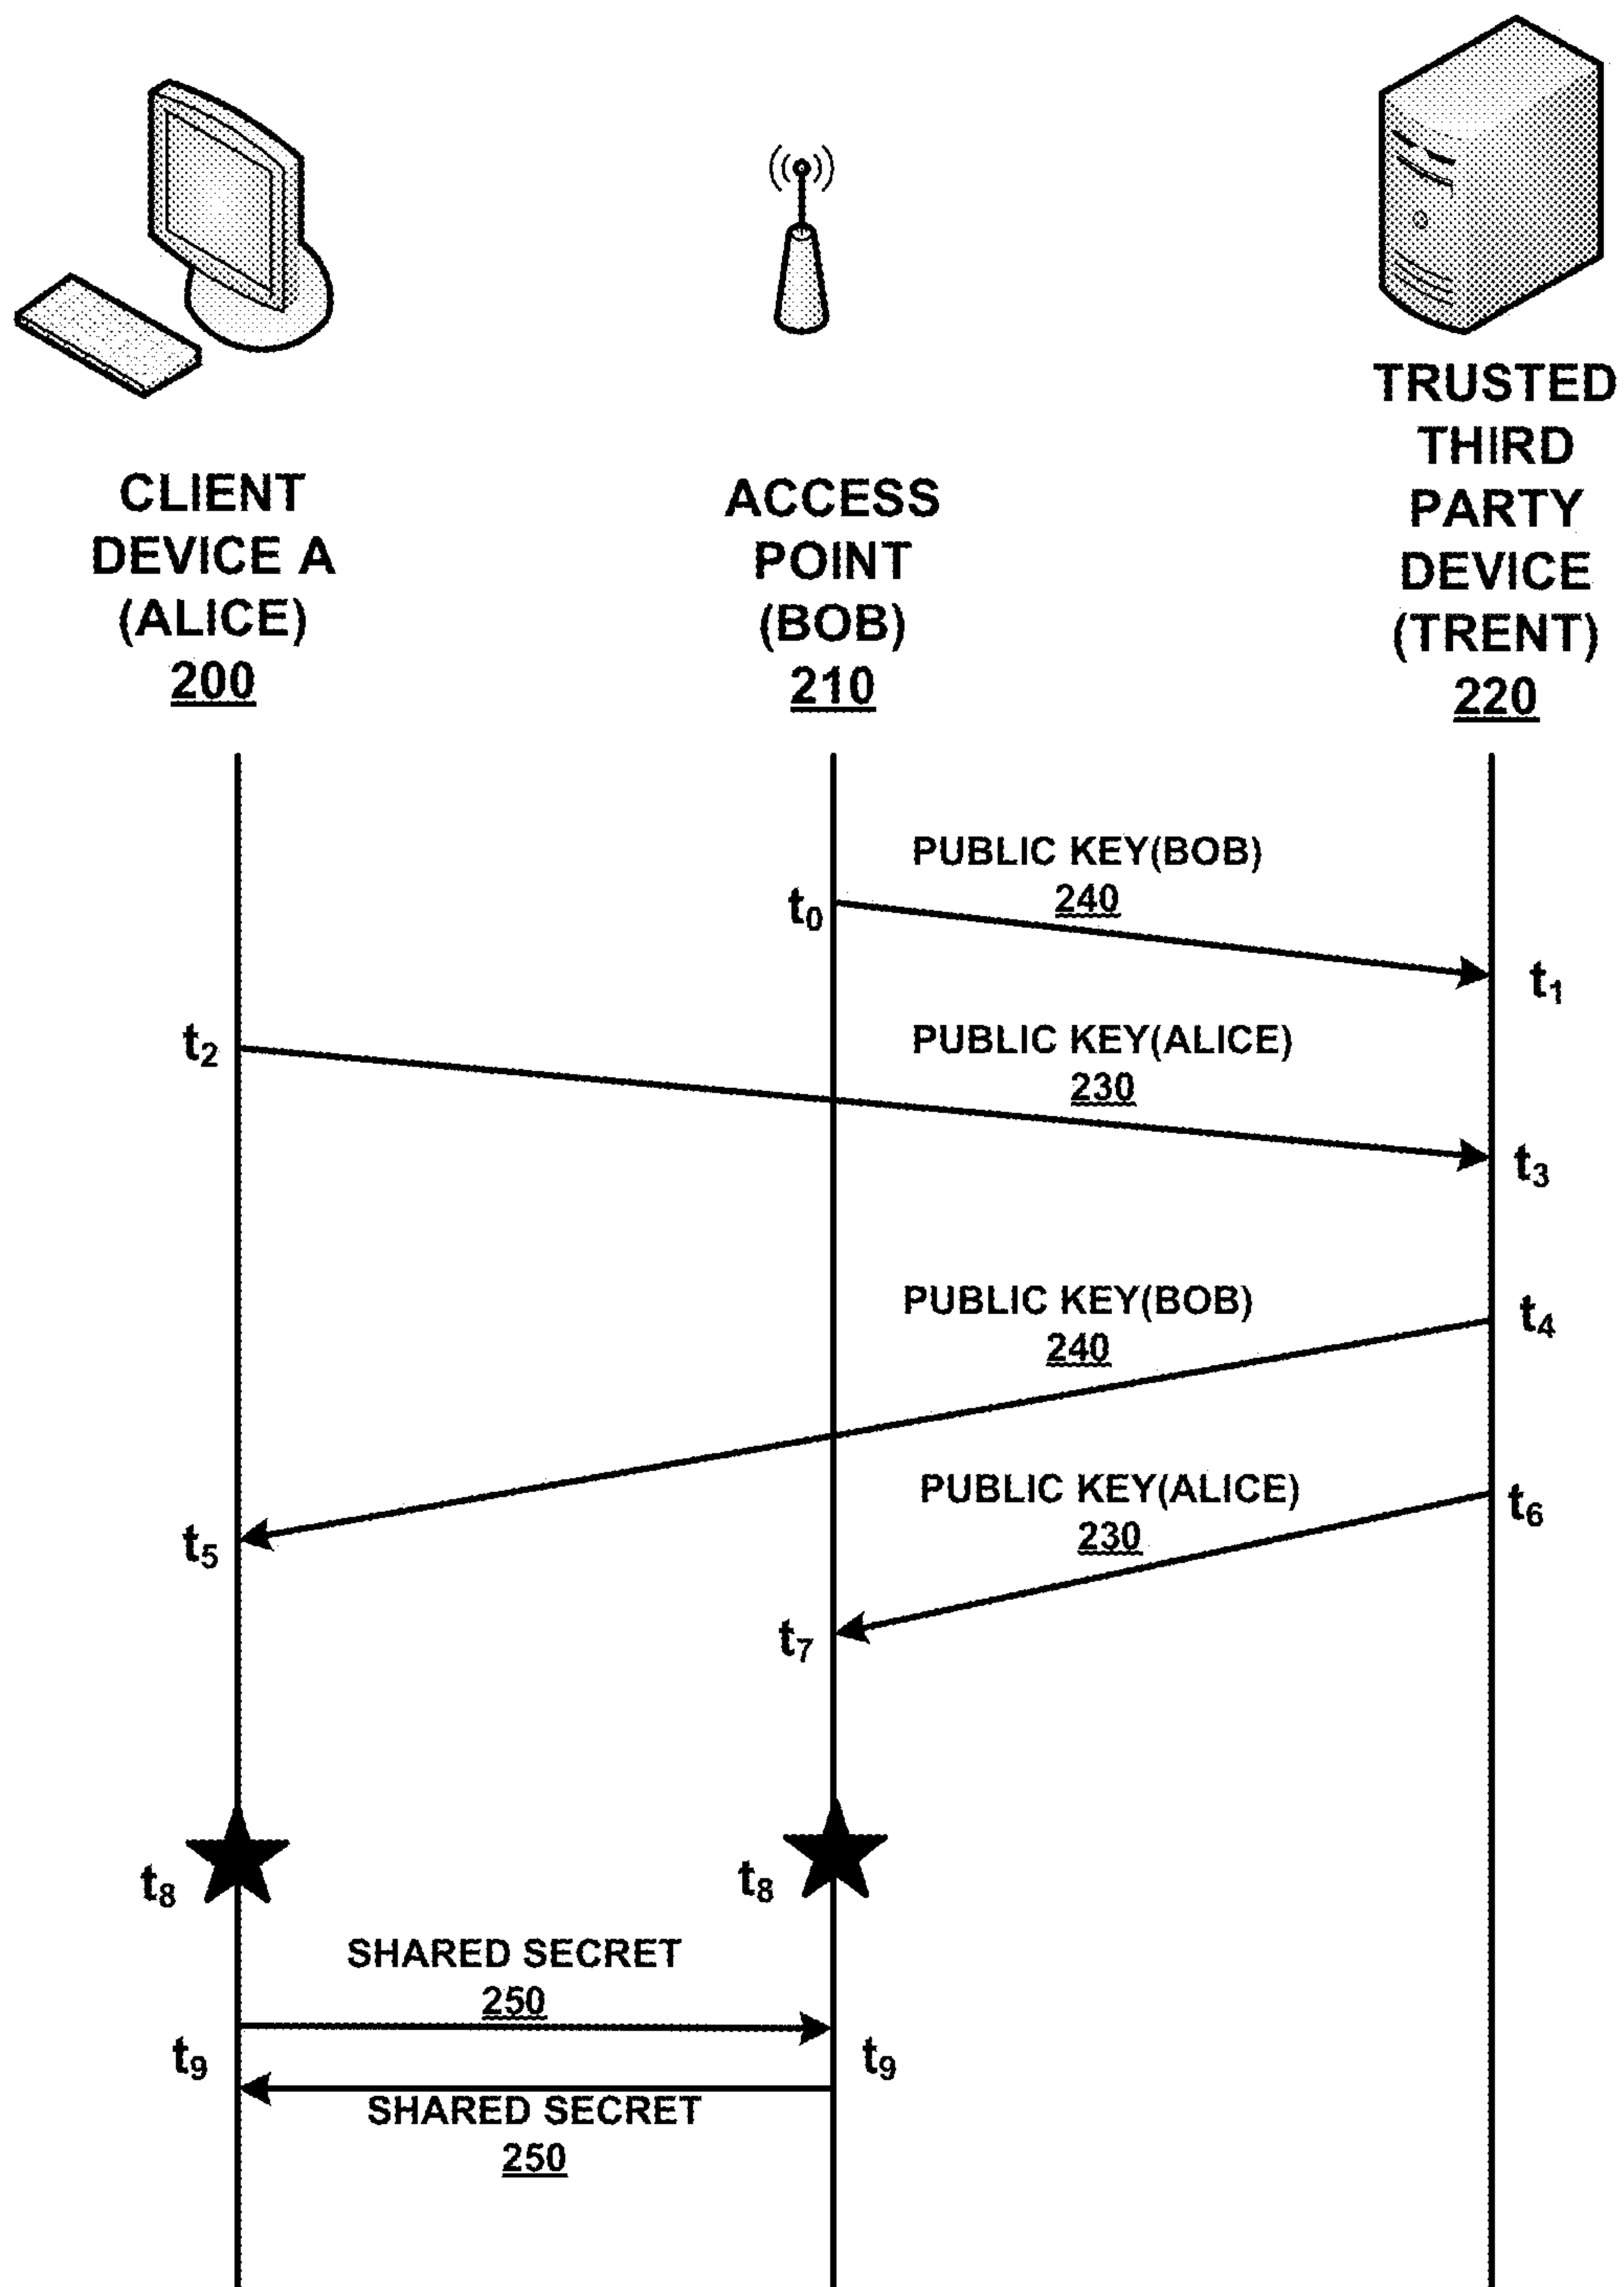 CLIENT
DEVICE A
(ALICE)
200
ACCESS
POINT
(BOB)
210
TRUSTED
THIRD
PARTY
DEVICE
(TRENT)
220
PUBLIC KEY(BOB)
240
t0
t1
PUBLIC KEY(ALICE)
230
t2
t3
PUBLIC KEY(BOB)
240
t4
t5
PUBLIC KEY(ALICE)
230
t6
t7
t8
t8
SHARED SECRET
250
t9
t9
SHARED SECRET
250